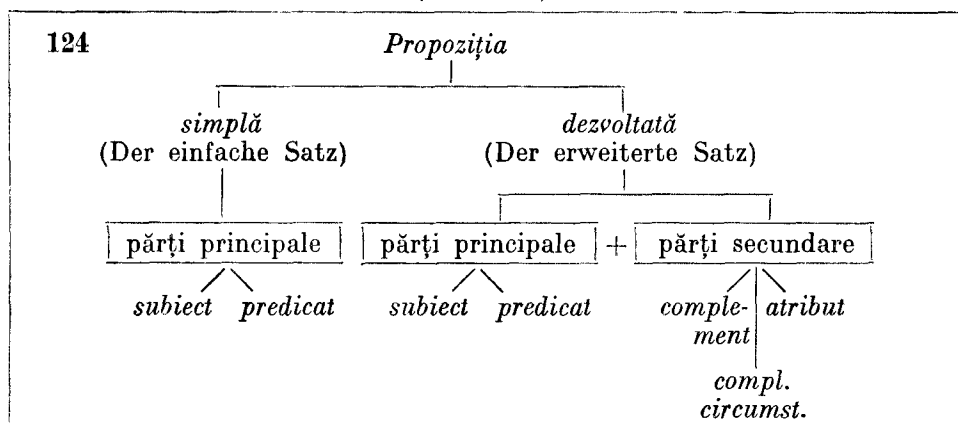 124 Propoziția
simplă dezvoltată
(Der einfache Satz) (Der erweiterte Satz)
părți principale părți principale + părți secundare
subiect predicat subiect predicat comple- atribut
ment
compl.
circumst.